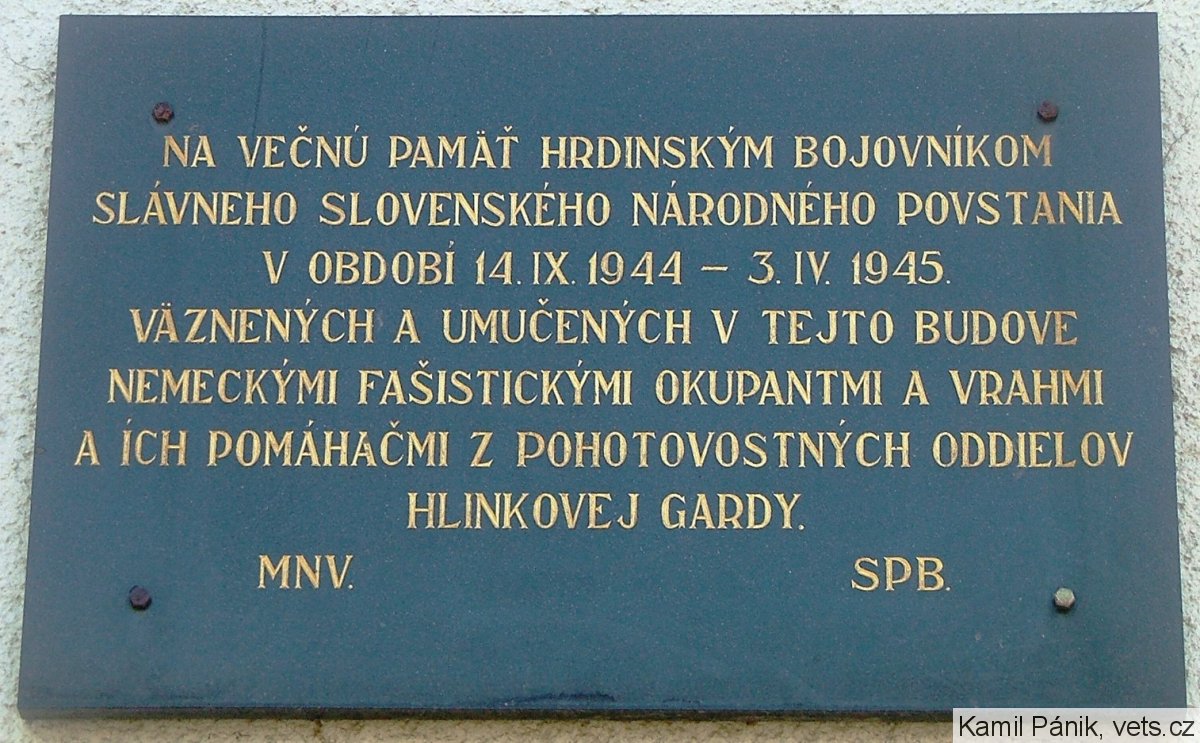 NA VEČNÚ PAMÄŤ HRDINSKÝM BOJOVNÍKOM
SLÁVNEHO SLOVENSKÉHO NÁRODNÉHO POVSTANIA
V OBDOBÍ 14. IX. 1944 – 3. IV. 1945.
VÄZNENÝCH A UMUČENÝCH V TEJTO BUDOVE
NEMECKÝMI FAŠISTICKÝMI OKUPANTMI A VRAHMI
A ÍCH POMÁHAČMI Z POHOTOVOSTNÝCH ODDIELOV
HLINKOVEJ GARDY.
MNV. SPB.
Kamil Pánik, vets.cz